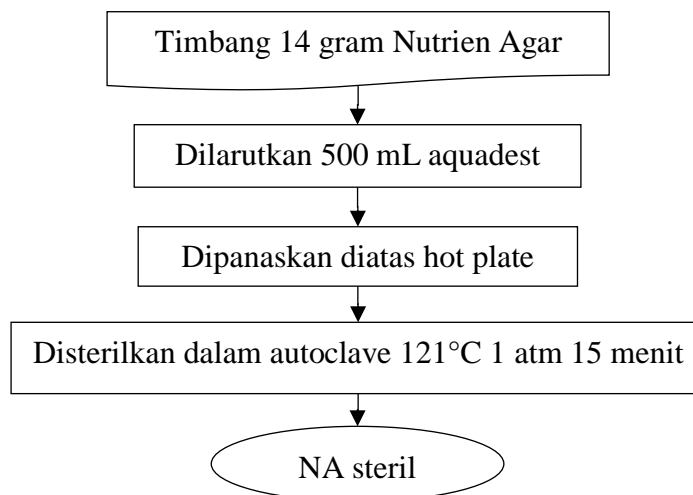 Timbang 14 gram Nutrien Agar
Dilarutkan 500 mL aquadest
Dipanaskan diatas hot plate
Disterilkan dalam autoclave 121°C 1 atm 15 menit
NA steril